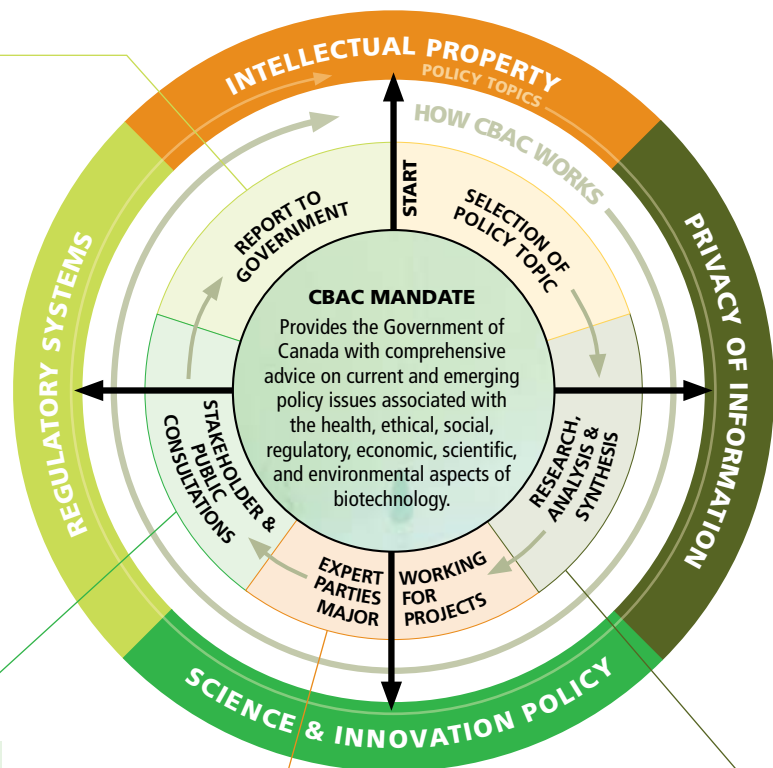 INTELLECTUAL PROPERTY
POLICY TOPICS
HOW CBAC WORKS
PRIVACY OF INFORMATION
SCIENCE & INNOVATION POLICY
REGULATORY SYSTEMS
START
SELECTION OF
POLICY TOPIC
RESEARCH,
ANALYSIS &
SYNTHESIS
EXPERT
PARTIES
MAJOR
WORKING
FOR
PROJECTS
STAKEHOLDER &
PUBLIC
CONSULTATIONS
REPORT TO
GOVERNMENT
CBAC MANDATE
Provides the Government of
Canada with comprehensive
advice on current and emerging
policy issues associated with
the health, ethical, social,
regulatory, economic, scientific,
and environmental aspects of
biotechnology.